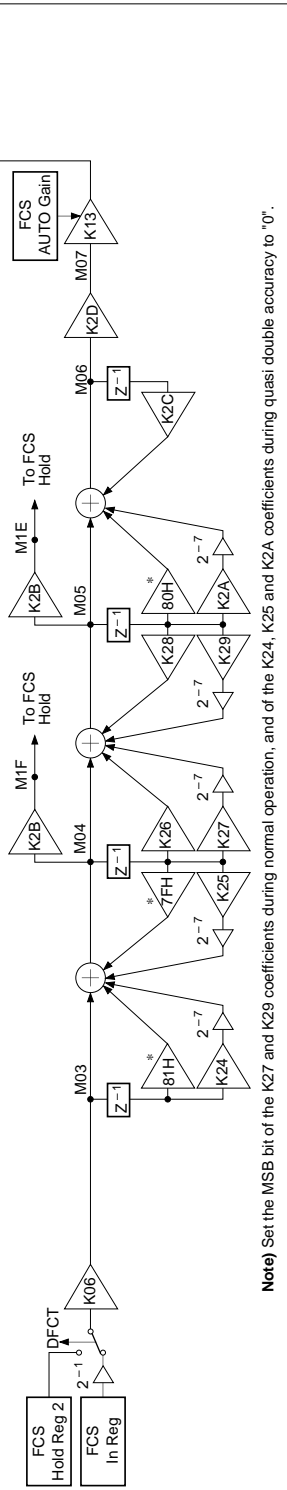 FCS
Hold Reg 2
FCS
In Reg
2⁻¹
DFCT
K06
M03
Z⁻¹
81H
*
K24
2⁻⁷
7FH
*
K25
2⁻⁷
Z⁻¹
M04
K2B
M1F
To FCS
Hold
K26
K27
2⁻⁷
K28
K29
2⁻⁷
Z⁻¹
M05
K2B
M1E
To FCS
Hold
80H
*
K2A
2⁻⁷
K2C
Z⁻¹
M06
K2D
M07
K13
FCS
AUTO Gain
Note) Set the MSB bit of the K27 and K29 coefficients during normal operation, and of the K24, K25 and K2A coefficients during quasi double accuracy to "0".